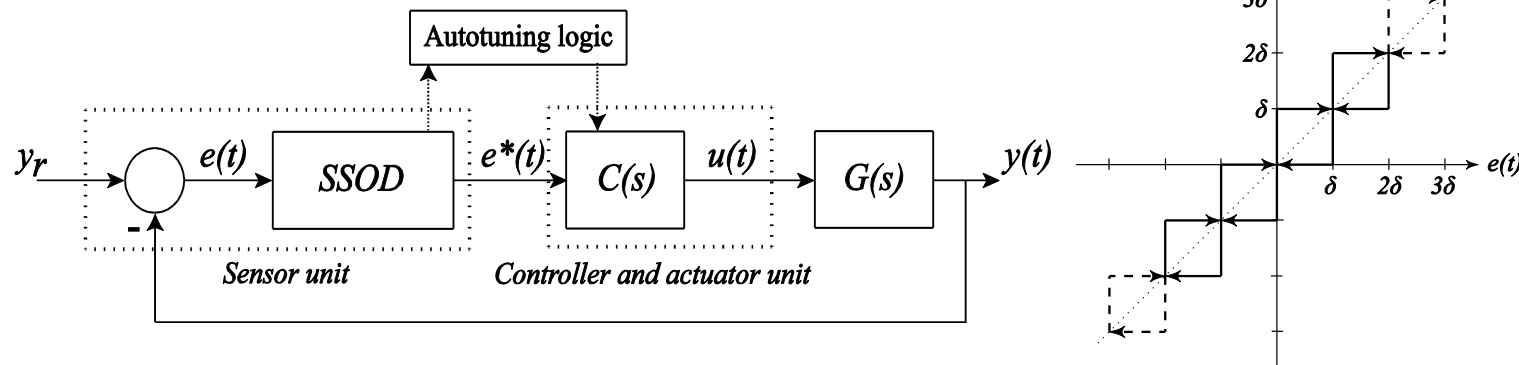 Autotuning logic
y_r
e(t)
SSOD
e*(t)
C(s)
u(t)
G(s)
y(t)
-
Sensor unit
Controller and actuator unit
3δ
2δ
δ
δ 2δ 3δ
e(t)